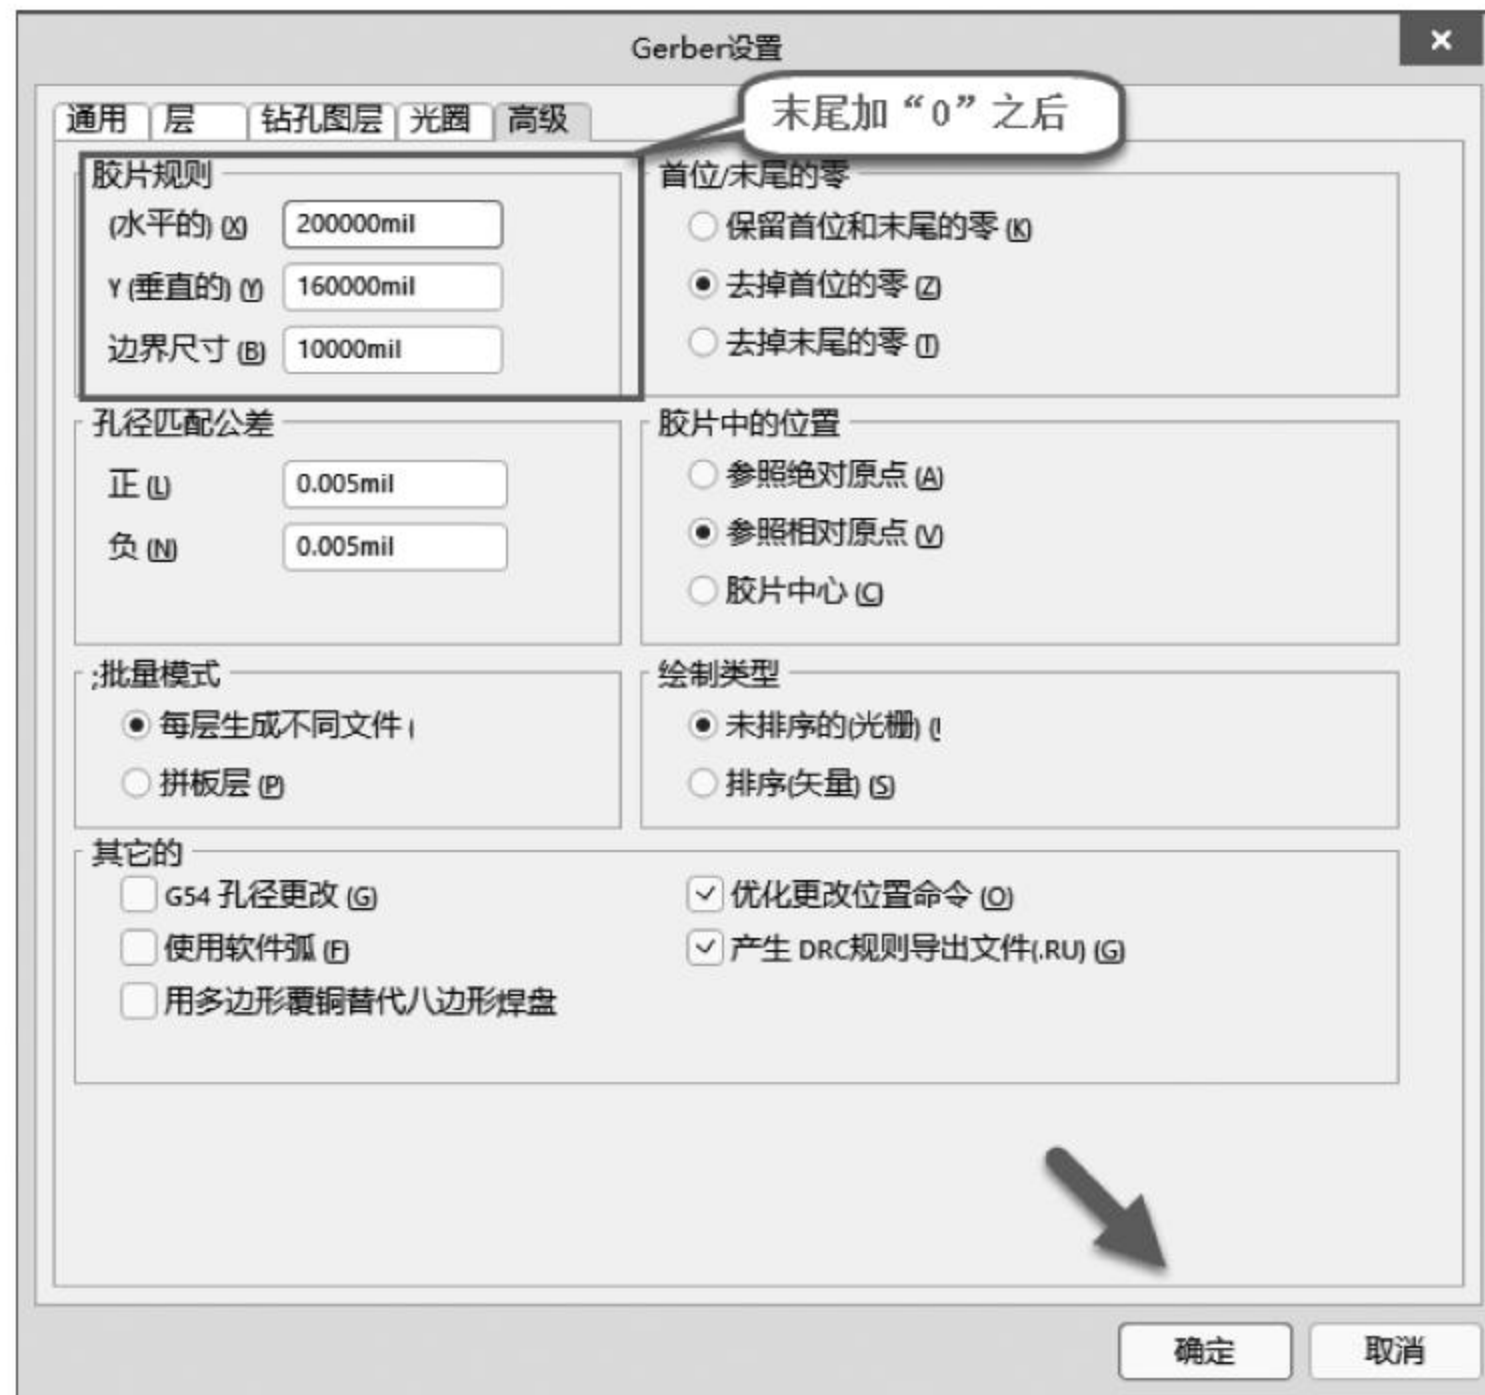 Gerber设置
×
通用 层 钻孔图层 光圈 高级
末尾加“0”之后
胶片规则
(水平的) (X) 200000mil
Y (垂直的) (Y) 160000mil
边界尺寸 (B) 10000mil
首位/末尾的零
保留首位和末尾的零 (K)
去掉首位的零 (Z)
去掉末尾的零 (T)
孔径匹配公差
正 (L) 0.005mil
负 (N) 0.005mil
胶片中的位置
参照绝对原点 (A)
参照相对原点 (V)
胶片中心 (C)
;批量模式
每层生成不同文件 (
拼板层 (P)
绘制类型
未排序的(光栅) (
排序(矢量) (S)
其它的
G54 孔径更改 (G)
使用软件弧 (F)
用多边形覆铜替代八边形焊盘
优化更改位置命令 (O)
产生 DRC规则导出文件(.RU) (G)
确定 取消